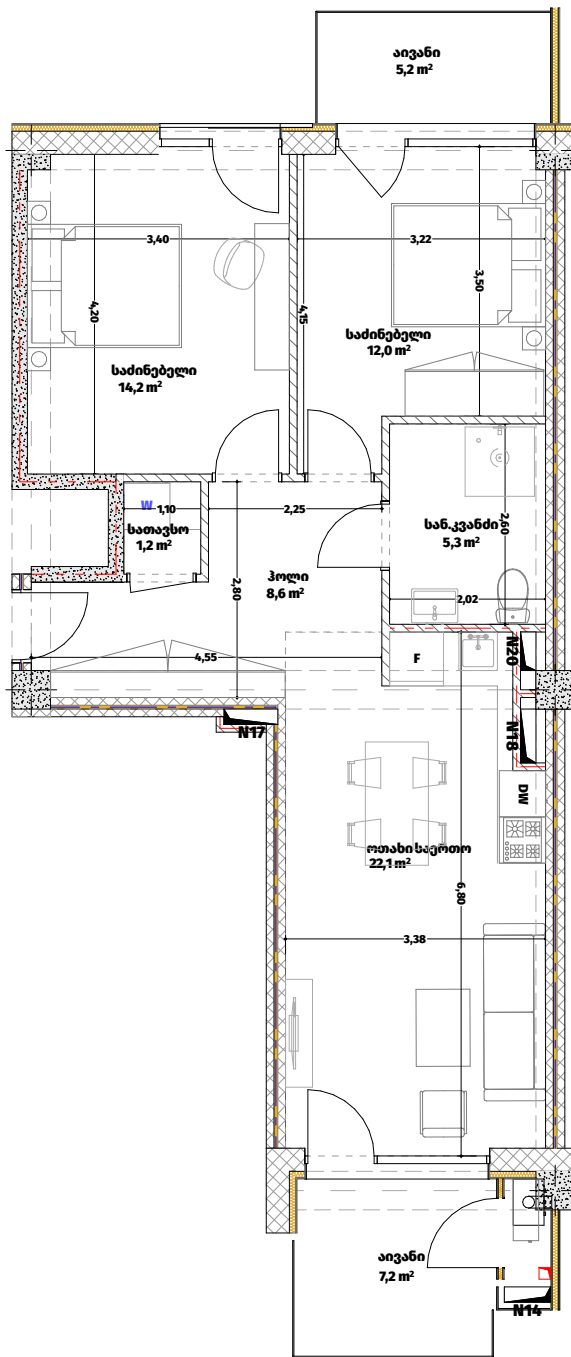 აივანი
5,2 m²
3,40
3,22
3,50
4,20
4,15
საძინებელი
12,0 m²
საძინებელი
14,2 m²
W
1,10
2,25
სათავსო
1,2 m²
სან.კვანძი
5,3 m²
2,60
2,80
ჰოლი
8,6 m²
2,02
4,55
F
N20
N17
N18
DW
ოთახი საერთო
22,1 m²
6,80
3,38
აივანი
7,2 m²
N14